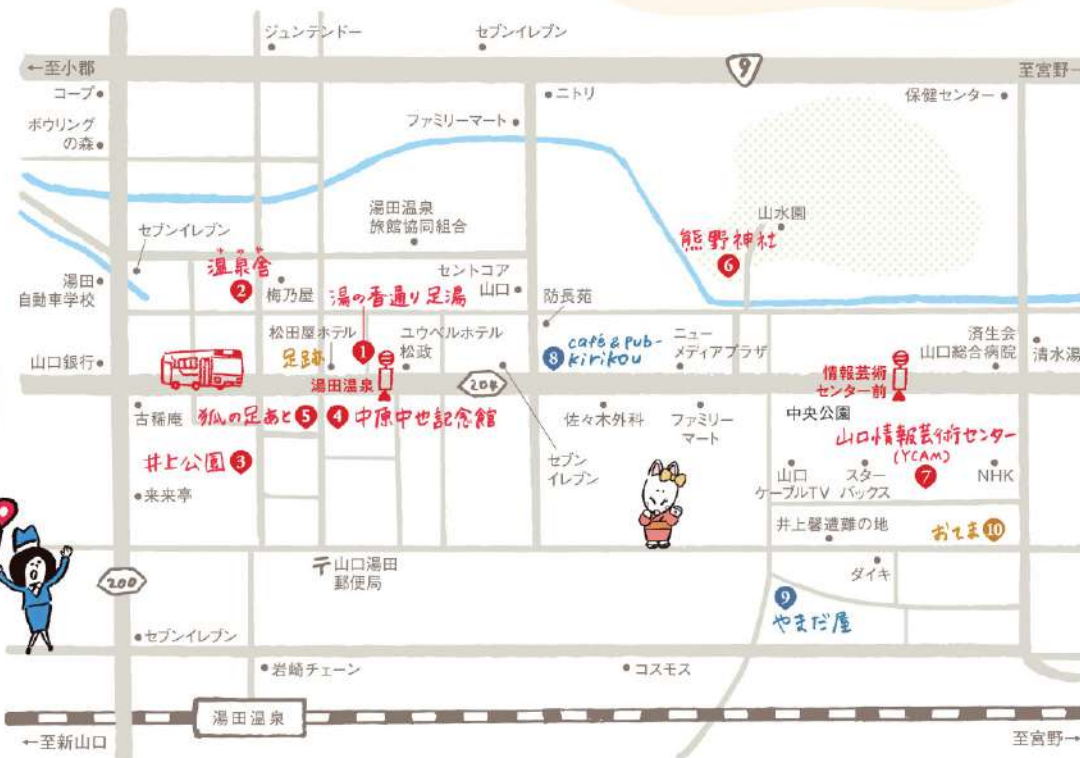 ジュンテンドー
セブンイレブン
←至小郡
9
至宮野→
コープ
ニトリ
保健センター
ボウリング
の森
ファミリーマート
湯田温泉
旅館協同組合
山水園
セブンイレブン
熊野神社
6
ゆのや
温泉舎
2
湯田
自動車学校
梅乃屋
湯の香通り足湯
セントコア
山口
防長苑
松田屋ホテル
足跡
1
ユウベルホテル
松政
8
café & pub-
kirikou
ニュー
メディアプラザ
済生会
山口総合病院
清水湯
山口銀行
湯田温泉
204
情報芸術
センター前
古稀庵
狐の足あと
5
4
中原中也記念館
佐々木外科
ファミリー
マート
中央公園
山口情報芸術センター
(YCAM)
7
井上公園
3
セブン
イレブン
山口
ケーブルTV
スター
バックス
NHK
来来亭
井上馨遭難の地
おてま
10
〒山口湯田
郵便局
ダイキ
200
9
やまだ屋
セブンイレブン
岩崎チェーン
コスモス
湯田温泉
←至新山口
至宮野→